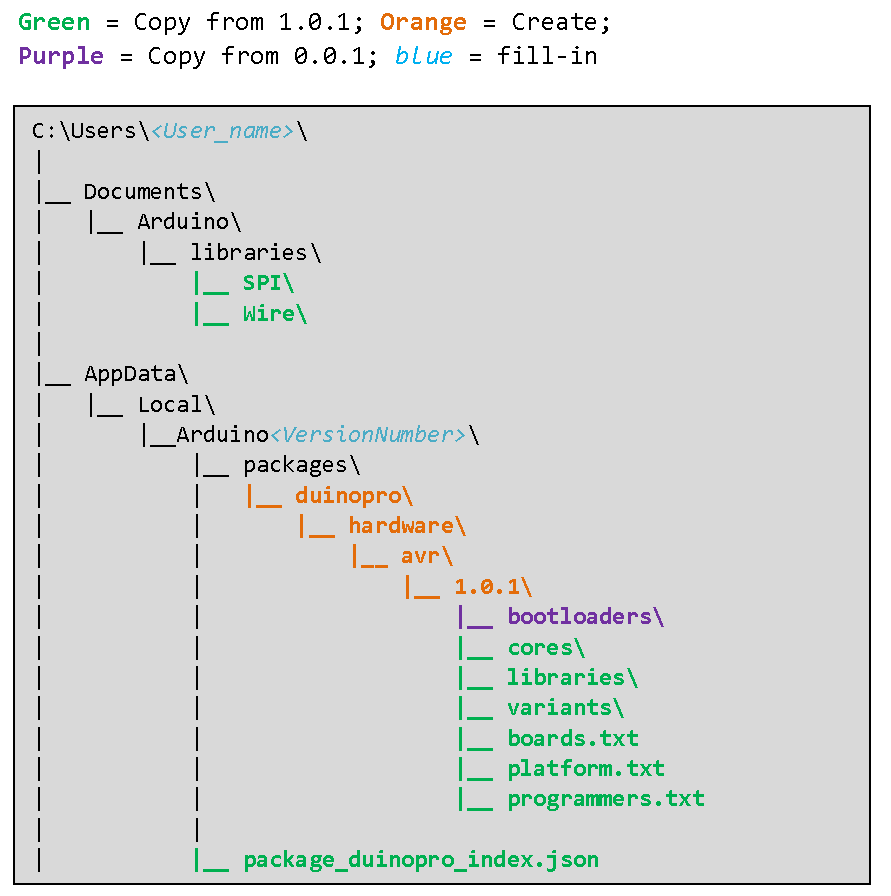 Green = Copy from 1.0.1; Orange = Create;
Purple = Copy from 0.0.1; blue = fill-in
C:\Users\<User_name>\
|
|__ Documents\
|   |__ Arduino\
|       |__ libraries\
|           |__ SPI\
|           |__ Wire\
|
|__ AppData\
|   |__ Local\
|       |__Arduino<VersionNumber>\
|           |__ packages\
|           |   |__ duinopro\
|           |       |__ hardware\
|           |           |__ avr\
|           |               |__ 1.0.1\
|           |                   |__ bootloaders\
|           |                   |__ cores\
|           |                   |__ libraries\
|           |                   |__ variants\
|           |                   |__ boards.txt
|           |                   |__ platform.txt
|           |                   |__ programmers.txt
|           |
|           |__ package_duinopro_index.json